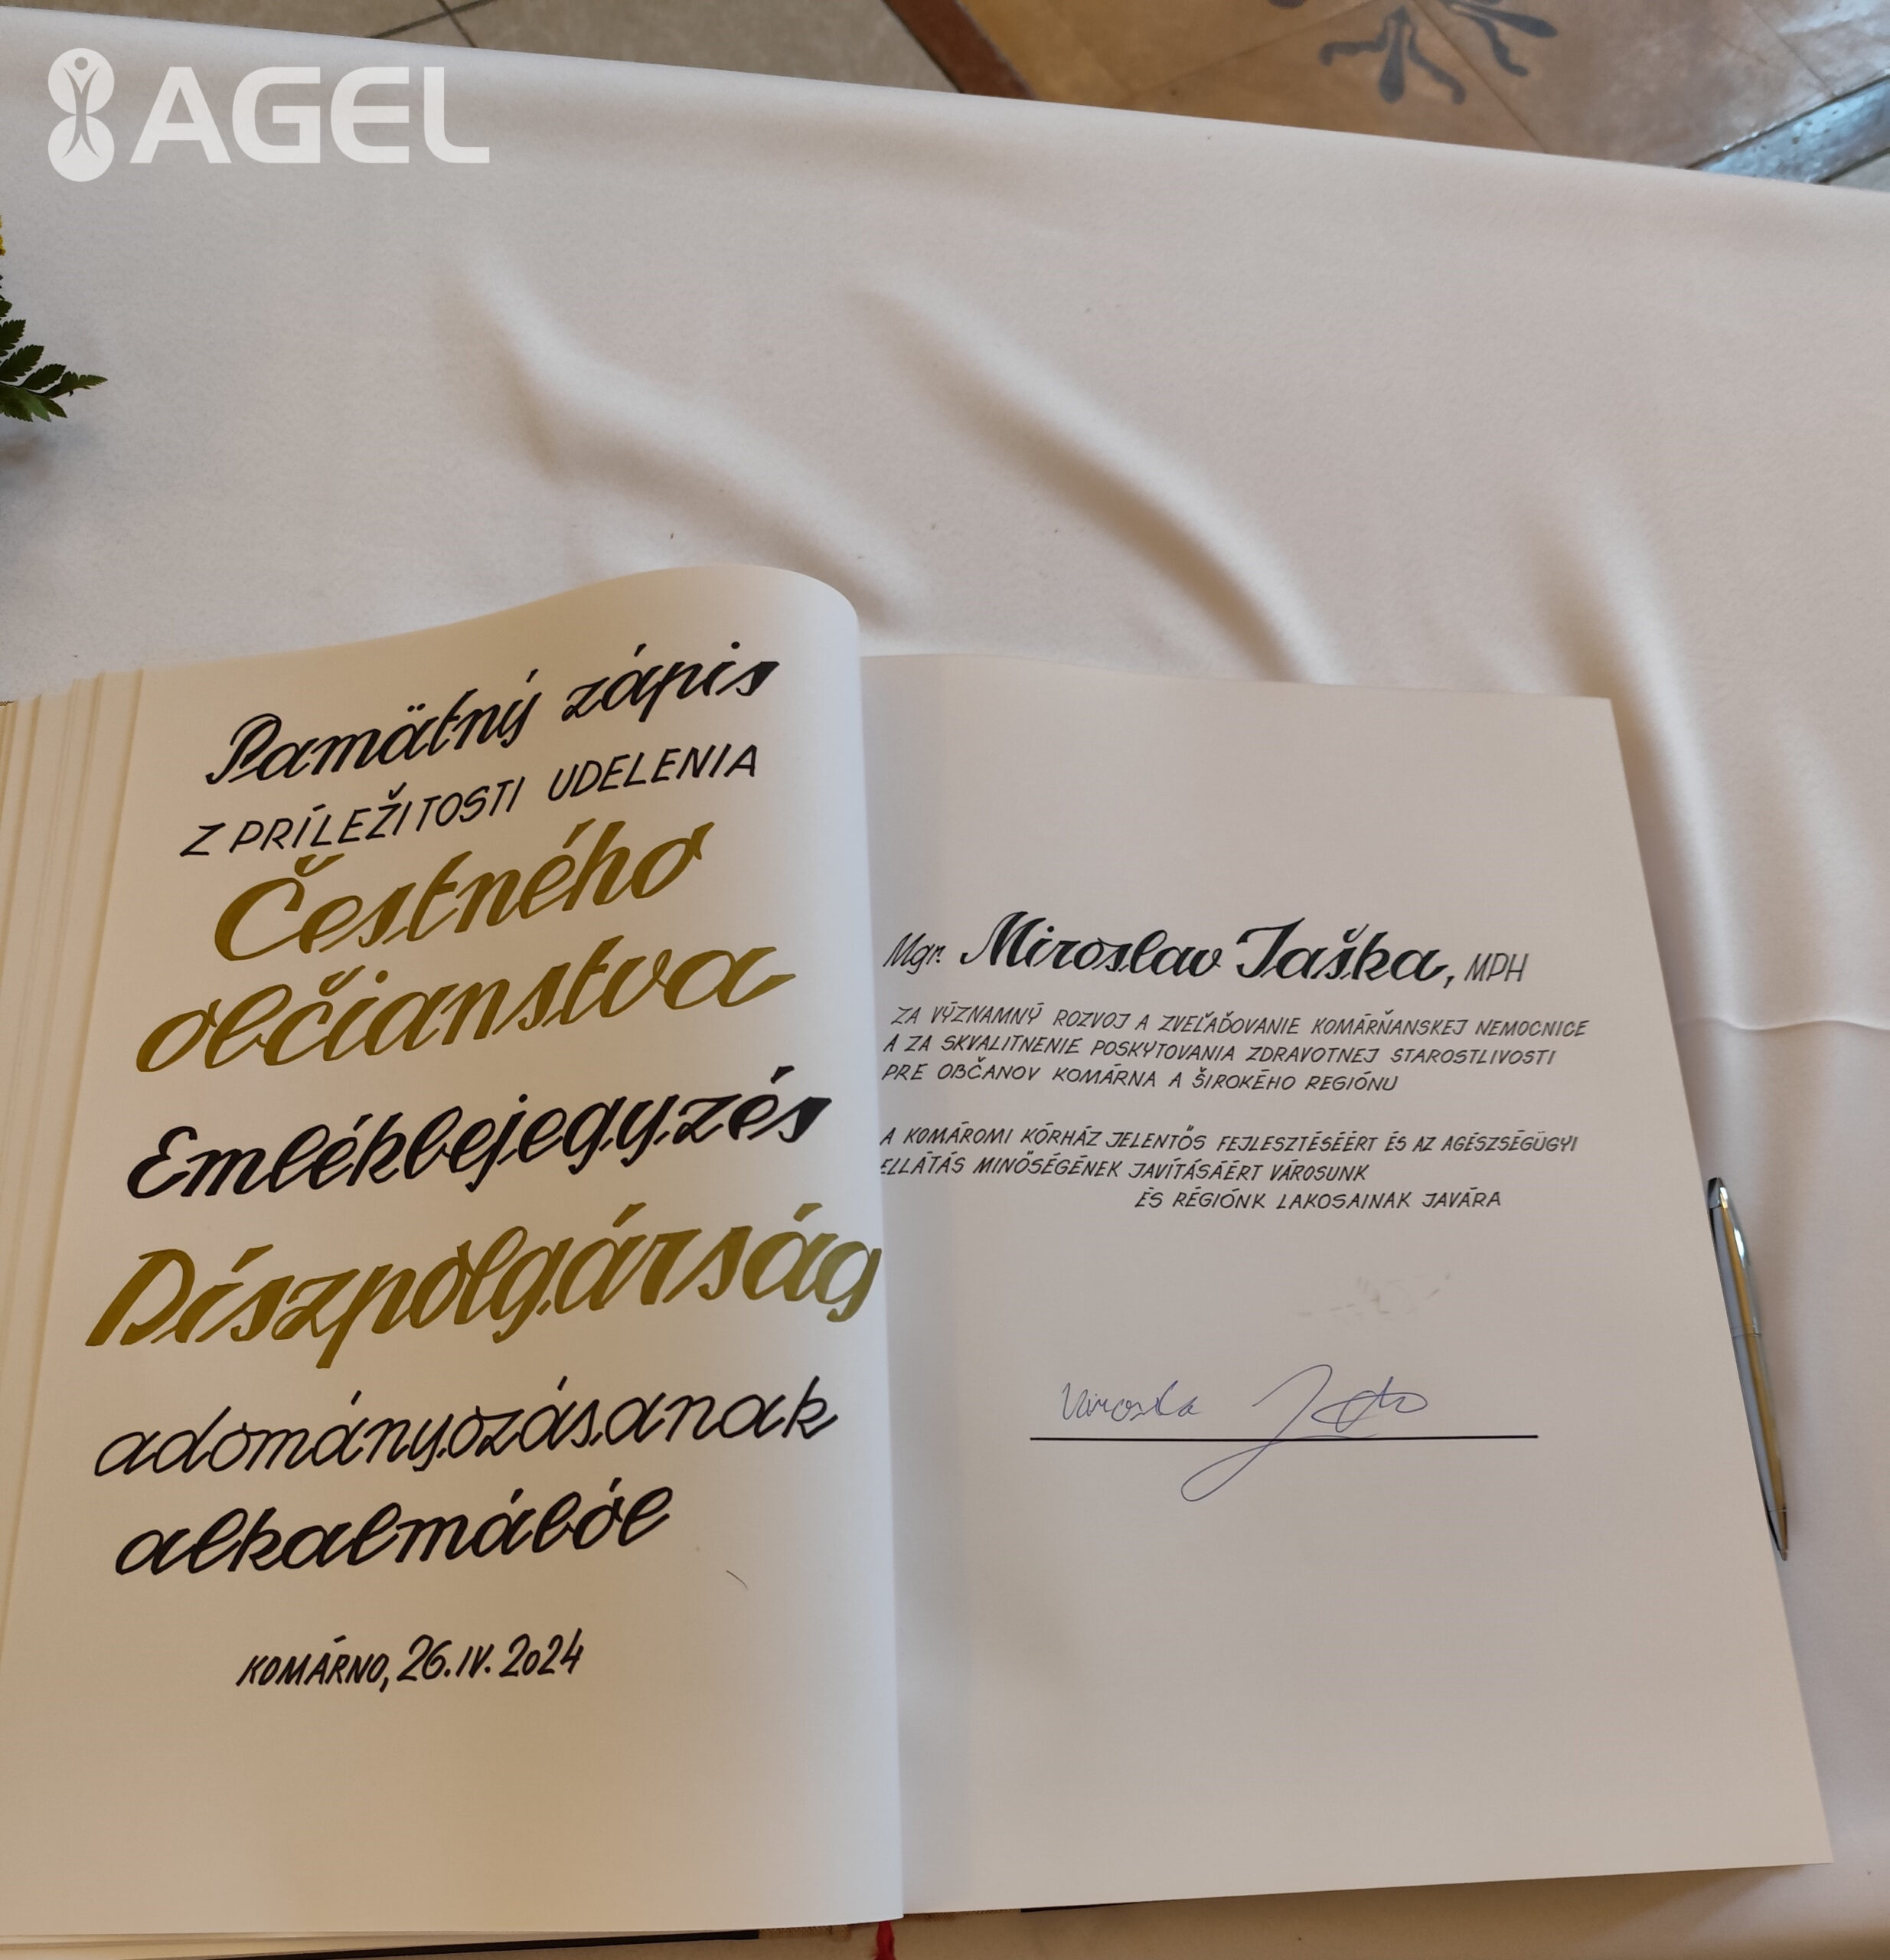 AGEL
Pamätný zápis
Z PRÍLEŽITOSTI UDELENIA
Čestného
občianstva
Emlékbejegyzés
Díszpolgárság
adományozásának
alkalmából
KOMÁRNO, 26. IV. 2024
Mgr. Miroslav Jaška, MPH
ZA VÝZNAMNÝ ROZVOJ A ZVEĽAĎOVANIE KOMÁRŇANSKEJ NEMOCNICE
A ZA SKVALITNENIE POSKYTOVANIA ZDRAVOTNEJ STAROSTLIVOSTI
PRE OBČANOV KOMÁRNA A ŠIROKÉHO REGIÓNU
A KOMÁROMI KÓRHÁZ JELENTŐS FEJLESZTÉSÉÉRT ÉS AZ AGÉSZSÉGÜGYI
ELLÁTÁS MINŐSÉGÉNEK JAVÍTÁSÁÉRT VÁROSUNK
ÉS RÉGIÓNK LAKOSAINAK JAVÁRA